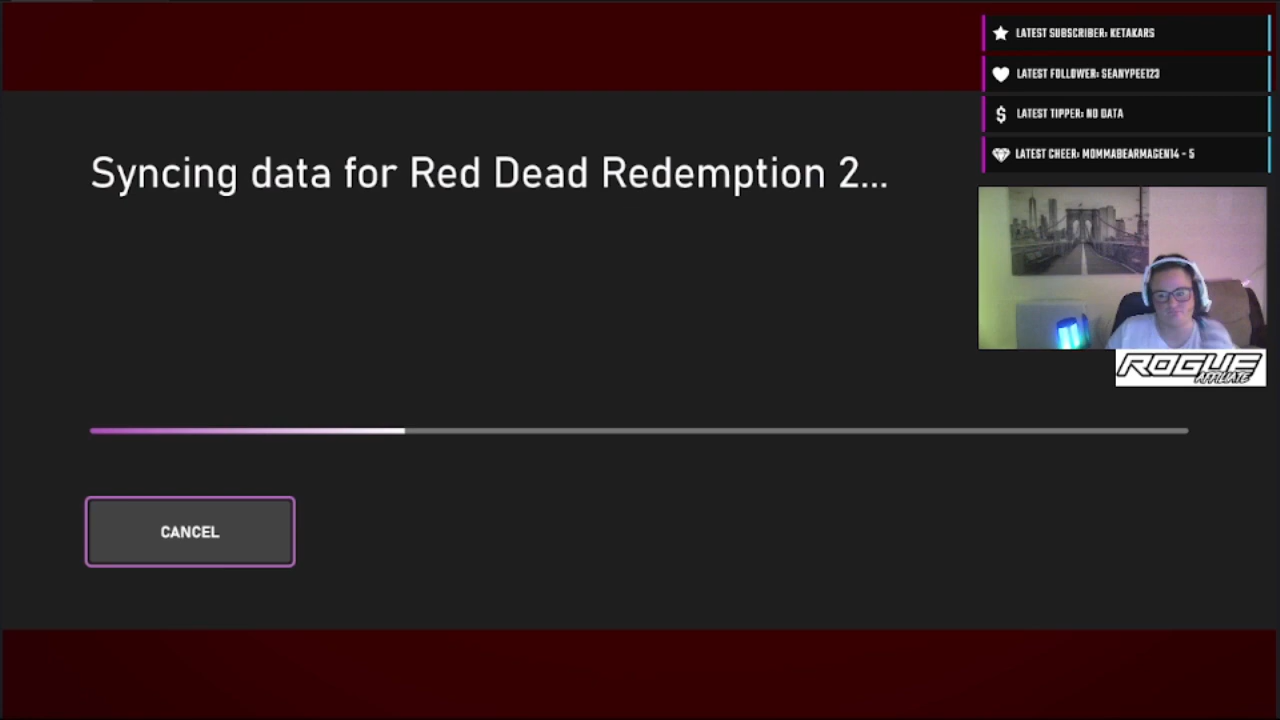 LATEST SUBSCRIBER: KETAKARS
LATEST FOLLOWER: SEANYPEE123
LATEST TIPPER: NO DATA
LATEST CHEER: MOMMABEARMAGEN14 - 5
Syncing data for Red Dead Redemption 2...
ROGUE
AFFILIATE
CANCEL